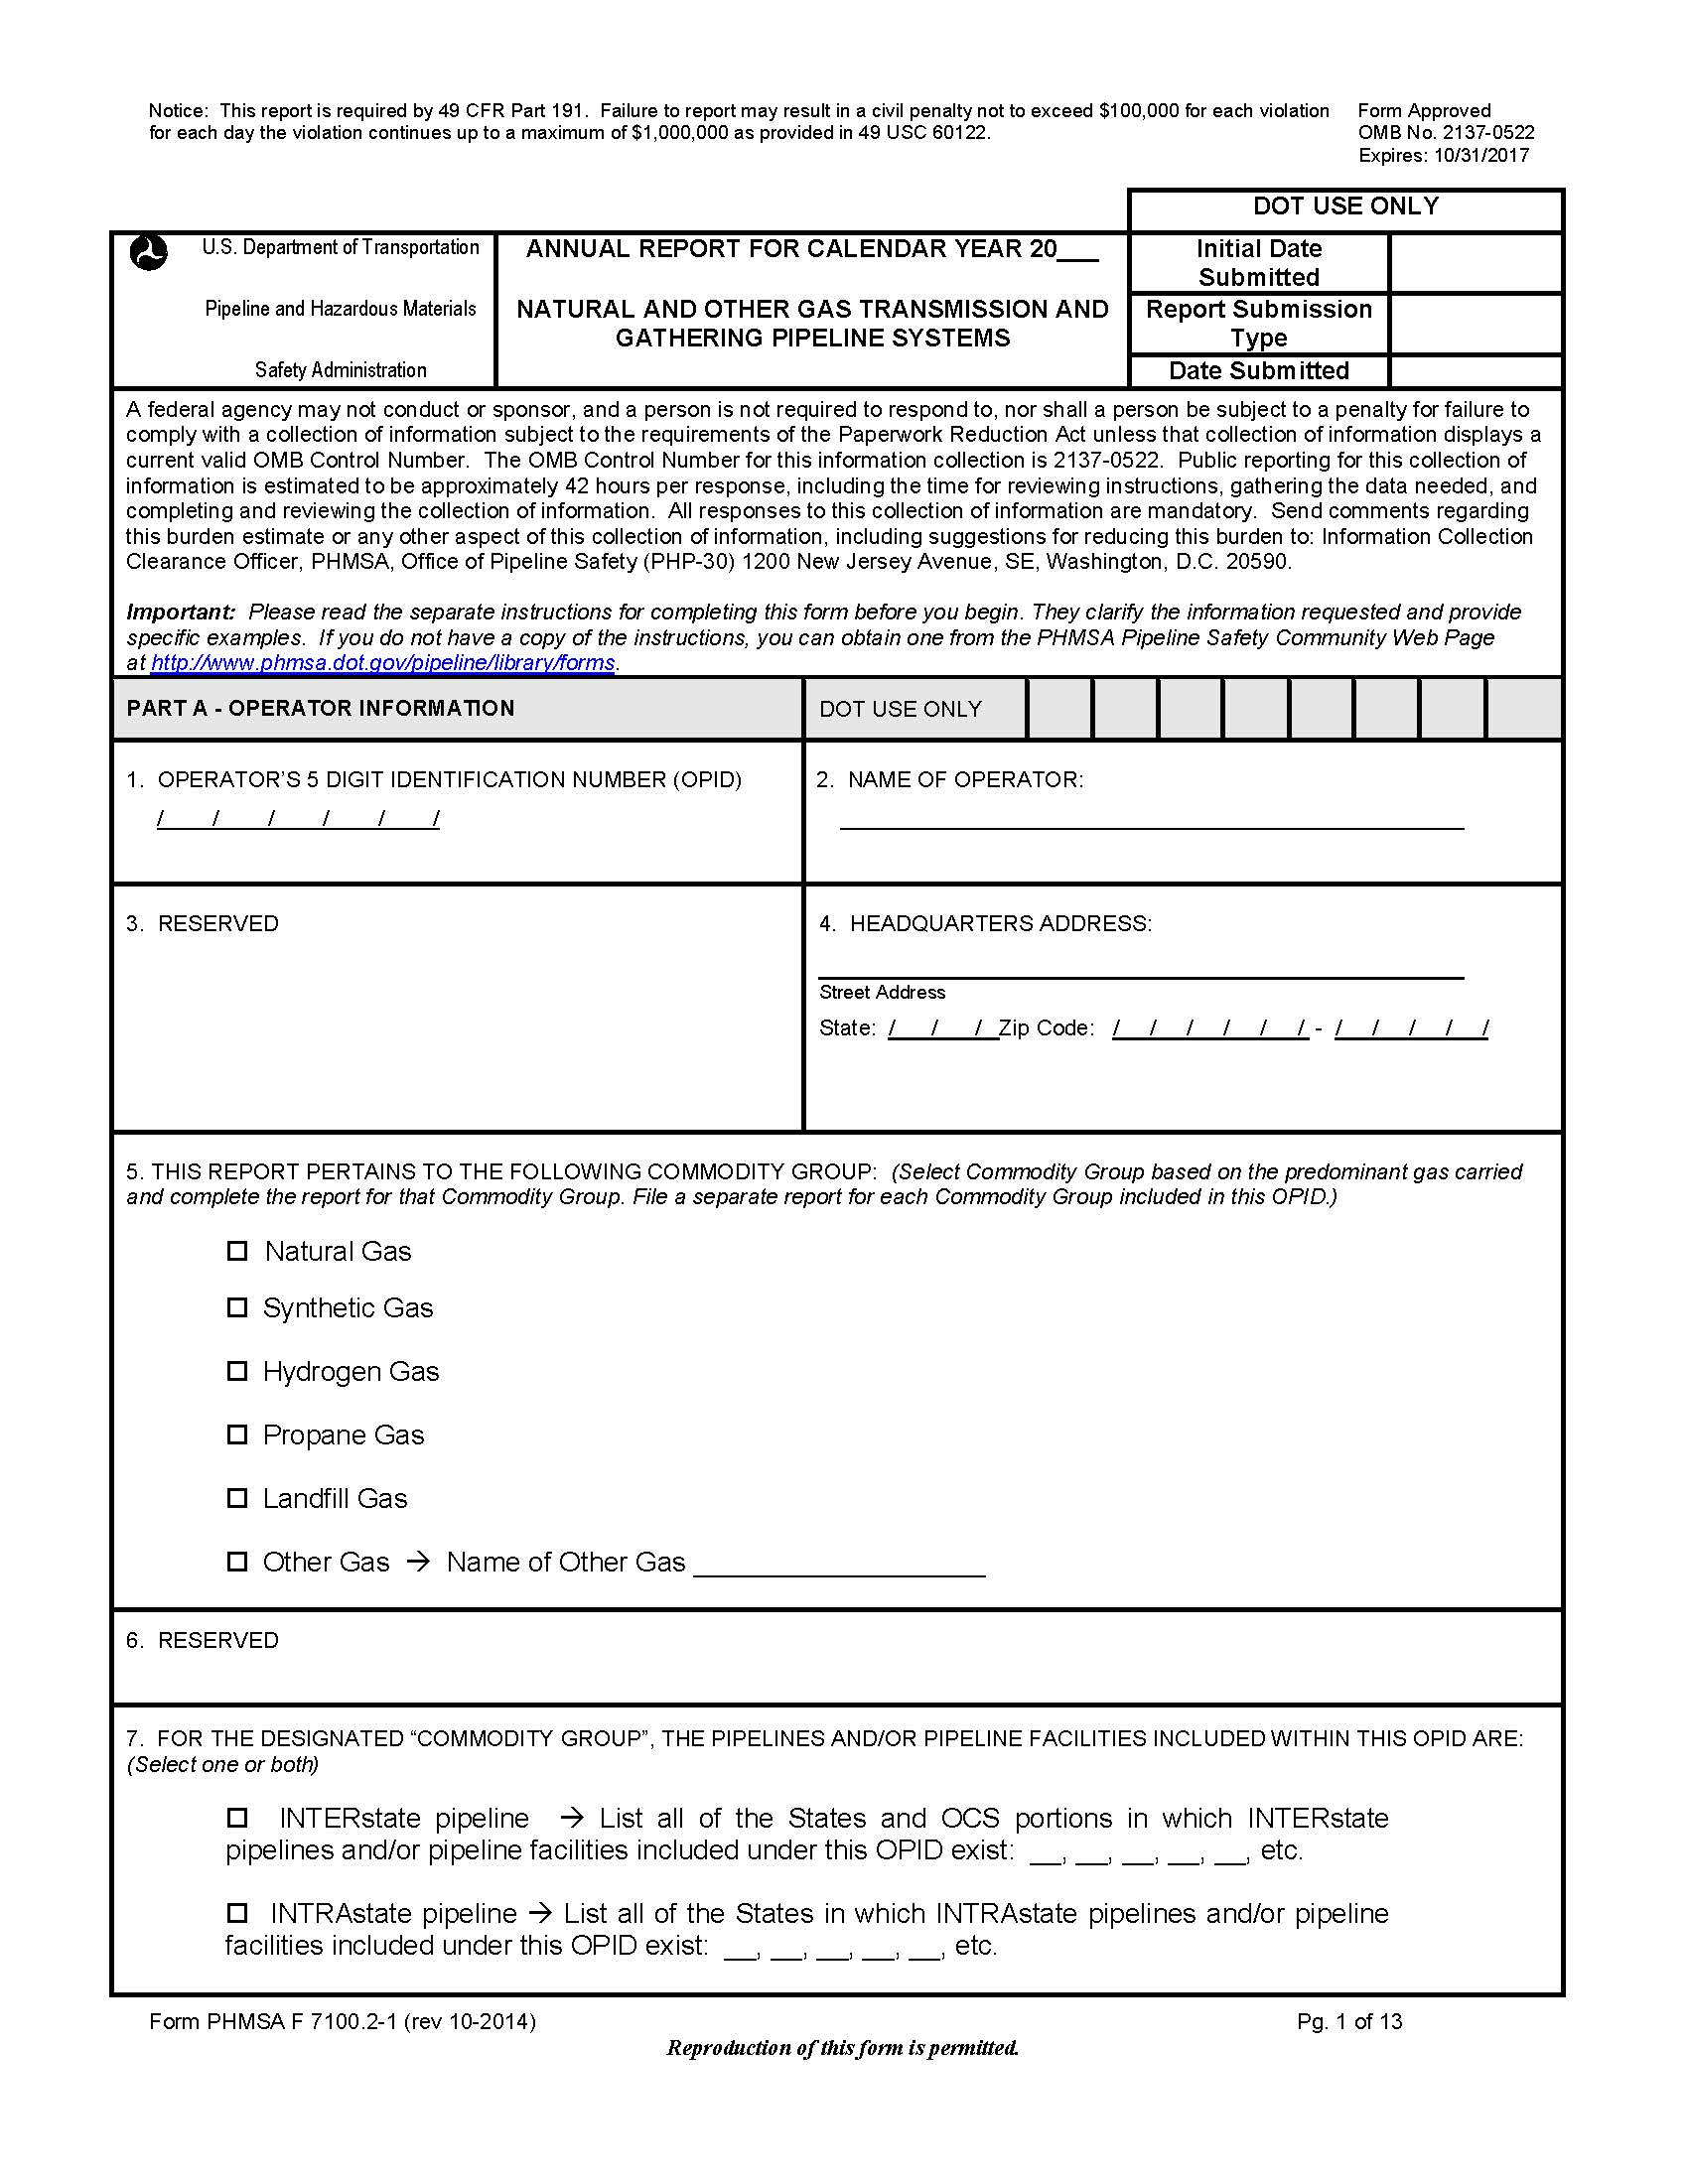 Notice:  This report is required by 49 CFR Part 191.  Failure to report may result in a civil penalty not to exceed $100,000 for each violation
for each day the violation continues up to a maximum of $1,000,000 as provided in 49 USC 60122.
Form Approved
OMB No. 2137-0522
Expires: 10/31/2017
DOT USE ONLY
U.S. Department of Transportation
Pipeline and Hazardous Materials
Safety Administration
ANNUAL REPORT FOR CALENDAR YEAR 20___
NATURAL AND OTHER GAS TRANSMISSION AND
GATHERING PIPELINE SYSTEMS
Initial Date
Submitted
Report Submission
Type
Date Submitted
A federal agency may not conduct or sponsor, and a person is not required to respond to, nor shall a person be subject to a penalty for failure to
comply with a collection of information subject to the requirements of the Paperwork Reduction Act unless that collection of information displays a
current valid OMB Control Number.  The OMB Control Number for this information collection is 2137-0522.  Public reporting for this collection of
information is estimated to be approximately 42 hours per response, including the time for reviewing instructions, gathering the data needed, and
completing and reviewing the collection of information.  All responses to this collection of information are mandatory.  Send comments regarding
this burden estimate or any other aspect of this collection of information, including suggestions for reducing this burden to: Information Collection
Clearance Officer, PHMSA, Office of Pipeline Safety (PHP-30) 1200 New Jersey Avenue, SE, Washington, D.C. 20590.
Important:  Please read the separate instructions for completing this form before you begin. They clarify the information requested and provide
specific examples.  If you do not have a copy of the instructions, you can obtain one from the PHMSA Pipeline Safety Community Web Page
at http://www.phmsa.dot.gov/pipeline/library/forms.
PART A - OPERATOR INFORMATION
DOT USE ONLY
1.  OPERATOR'S 5 DIGIT IDENTIFICATION NUMBER (OPID)
/ / / / / /
2.  NAME OF OPERATOR:
3.  RESERVED
4.  HEADQUARTERS ADDRESS:
Street Address
State: / / / Zip Code: / / / / / / - / / / / /
5. THIS REPORT PERTAINS TO THE FOLLOWING COMMODITY GROUP:  (Select Commodity Group based on the predominant gas carried
and complete the report for that Commodity Group. File a separate report for each Commodity Group included in this OPID.)
☐ Natural Gas
☐ Synthetic Gas
☐ Hydrogen Gas
☐ Propane Gas
☐ Landfill Gas
☐ Other Gas → Name of Other Gas ___________________
6.  RESERVED
7.  FOR THE DESIGNATED “COMMODITY GROUP”, THE PIPELINES AND/OR PIPELINE FACILITIES INCLUDED WITHIN THIS OPID ARE:
(Select one or both)
☐ INTERstate pipeline → List all of the States and OCS portions in which INTERstate
pipelines and/or pipeline facilities included under this OPID exist: __, __, __, __, __, etc.
☐ INTRAstate pipeline → List all of the States in which INTRAstate pipelines and/or pipeline
facilities included under this OPID exist: __, __, __, __, __, etc.
Form PHMSA F 7100.2-1 (rev 10-2014)
Pg. 1 of 13
Reproduction of this form is permitted.